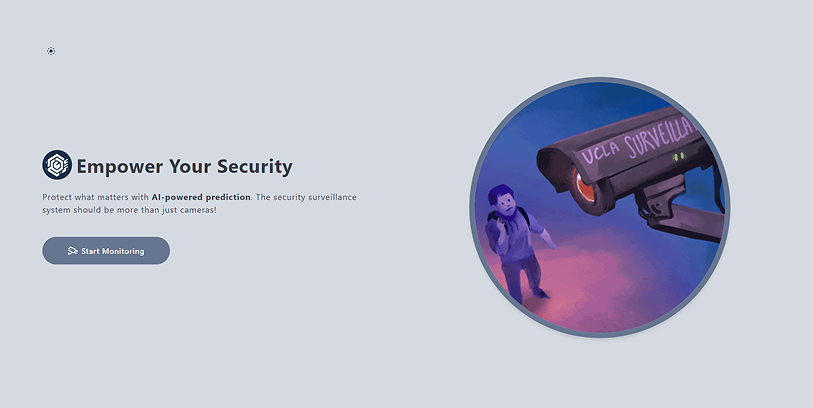 Empower Your Security
Protect what matters with AI-powered prediction. The security surveillance
system should be more than just cameras!
Start Monitoring
UCLA SURVEILLA